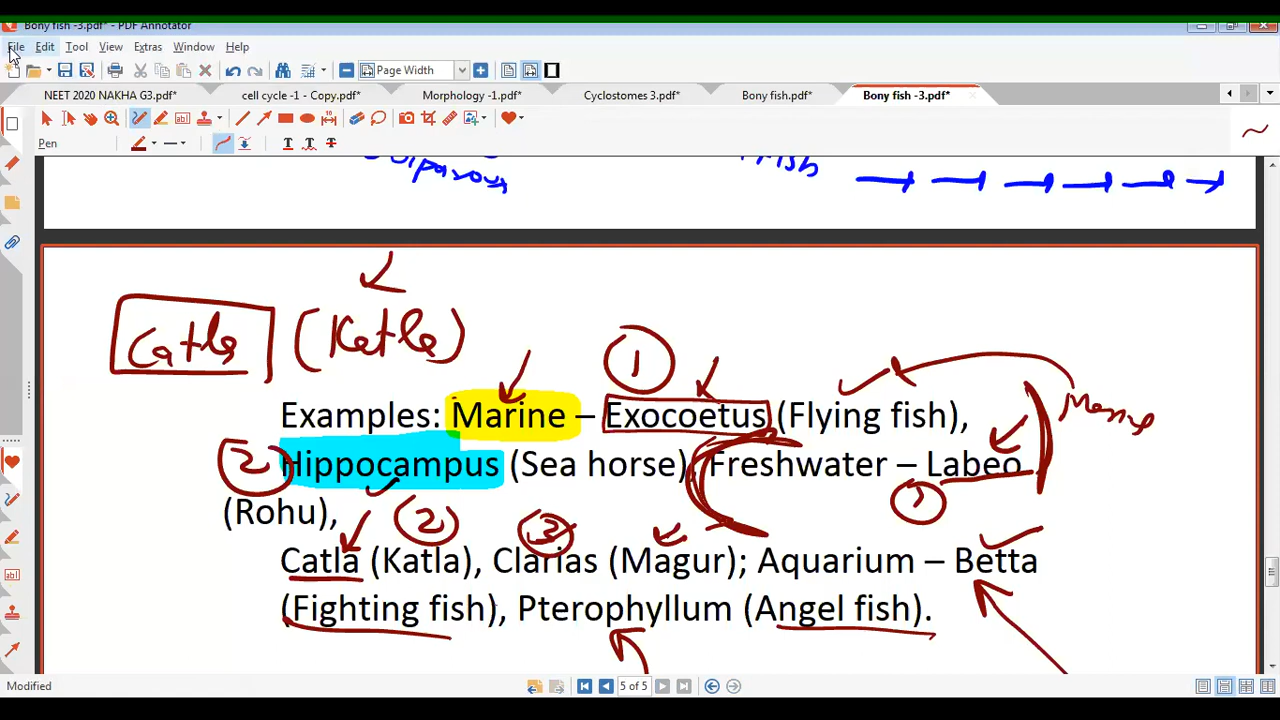 Bony fish -3.pdf* - PDF Annotator
File Edit Tool View Extras Window Help
Page Width
NEET 2020 NAKHA G3.pdf* cell cycle -1 - Copy.pdf* Morphology -1.pdf* Cyclostomes 3.pdf* Bony fish.pdf* Bony fish -3.pdf*
Pen
Catla (Katla)
1
Examples: Marine – Exocoetus (Flying fish),
2 Hippocampus (Sea horse), Freshwater – Labeo
(Rohu),
2 3 1
Catla (Katla), Clarias (Magur); Aquarium – Betta
(Fighting fish), Pterophyllum (Angel fish).
Modified 5 of 5